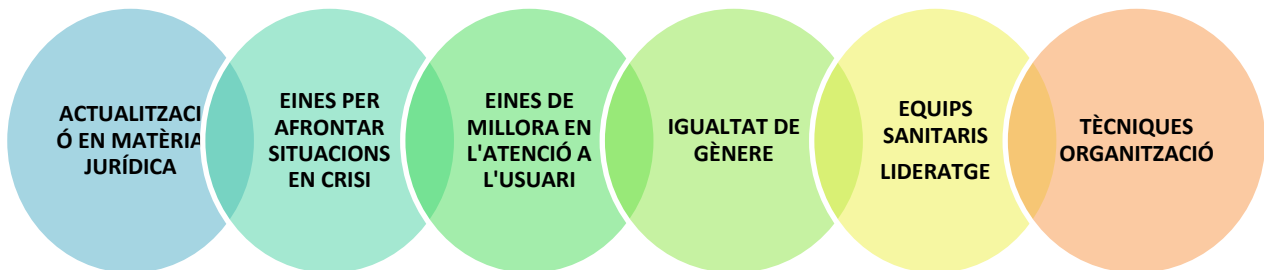 ACTUALITZACI
Ó EN MATÈRIA
JURÍDICA
EINES PER
AFRONTAR
SITUACIONS
EN CRISI
EINES DE
MILLORA EN
L'ATENCIÓ A
L'USUARI
IGUALTAT DE
GÈNERE
EQUIPS
SANITARIS
LIDERATGE
TÈCNIQUES
ORGANITZACIÓ